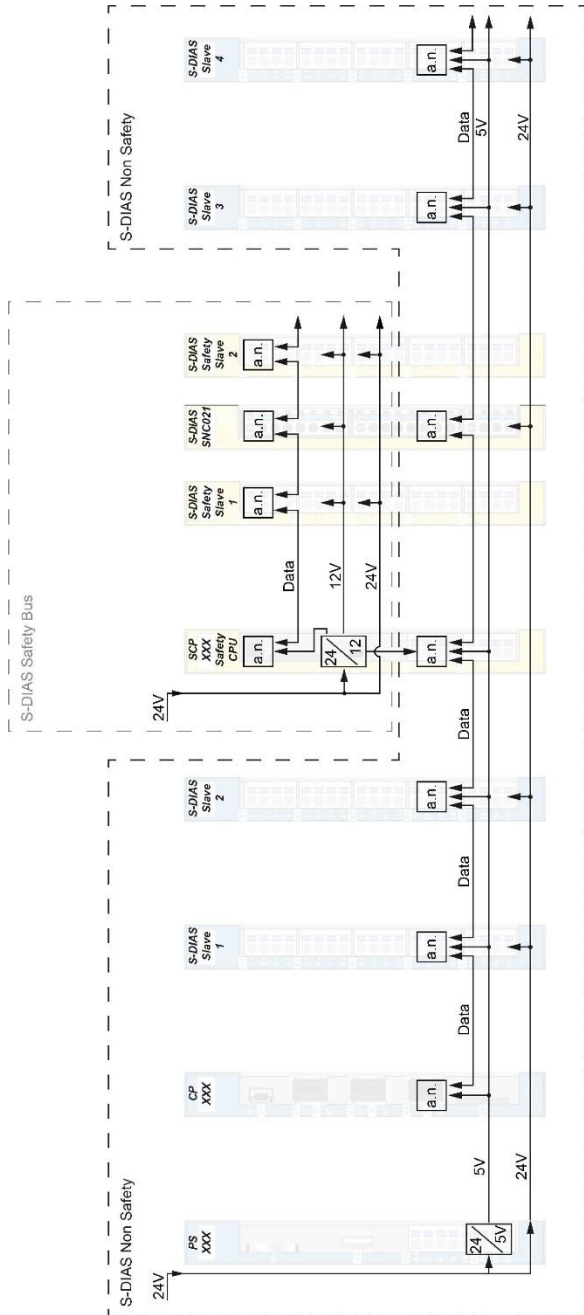 S-DIAS Non Safety
24V
PS
XXX
24/5V
5V
24V
CP
XXX
a.n.
Data
S-DIAS
Slave
1
a.n.
Data
S-DIAS
Slave
2
a.n.
Data
S-DIAS Safety Bus
24V
SCP
XXX
Safety
CPU
a.n.
24/12
a.n.
Data
12V
24V
S-DIAS
Safety
Slave
1
a.n.
S-DIAS
SNC021
a.n.
a.n.
S-DIAS
Safety
Slave
2
a.n.
S-DIAS Non Safety
S-DIAS
Slave
3
a.n.
Data
5V
24V
S-DIAS
Slave
4
a.n.